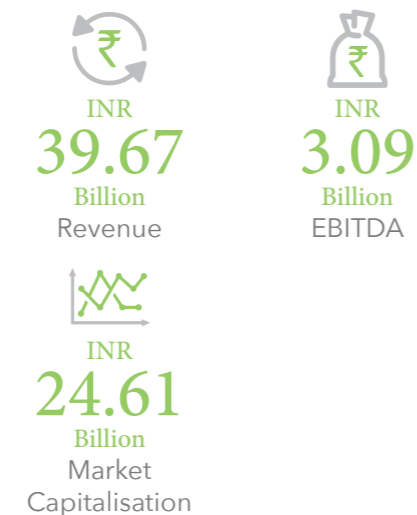 ₹
INR
39.67
Billion
Revenue
₹
INR
3.09
Billion
EBITDA
INR
24.61
Billion
Market
Capitalisation